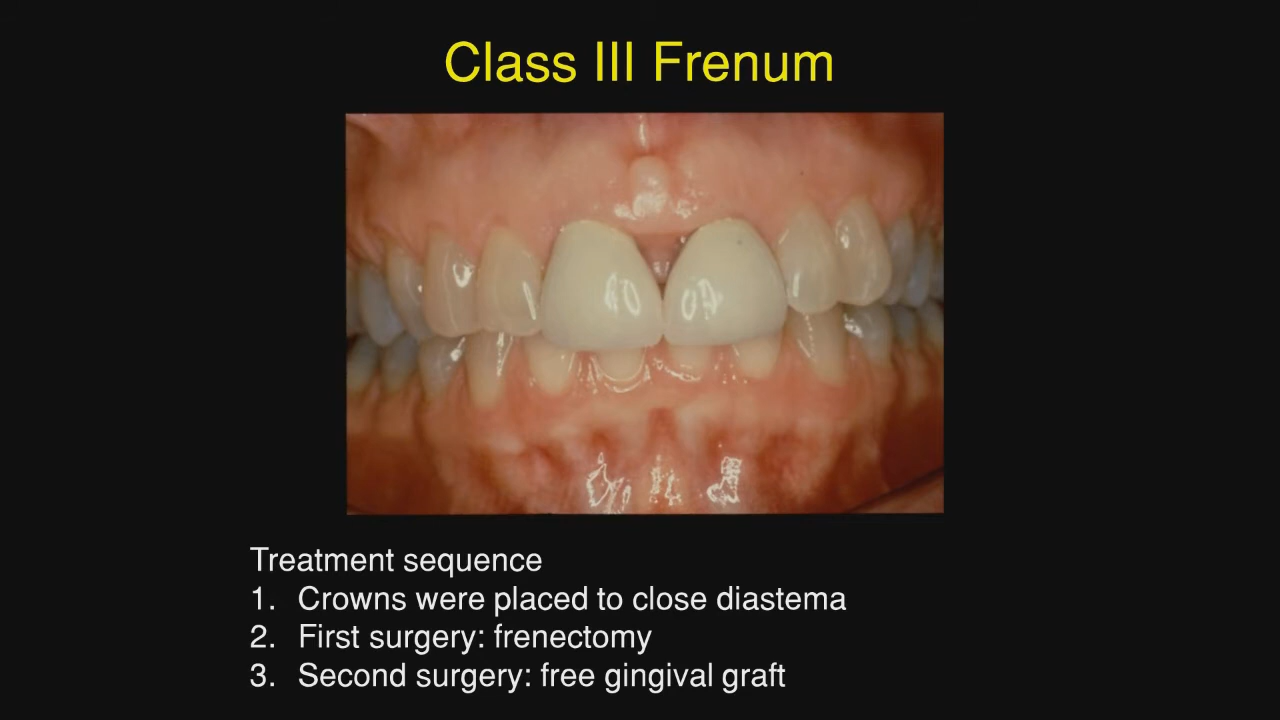 Class III Frenum
Treatment sequence
1. Crowns were placed to close diastema
2. First surgery: frenectomy
3. Second surgery: free gingival graft